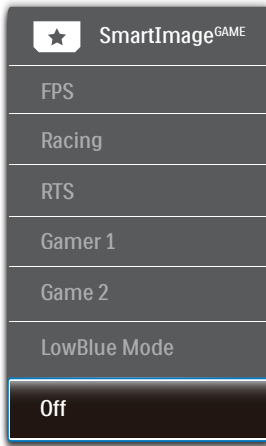 SmartImageGAME
FPS
Racing
RTS
Gamer 1
Game 2
LowBlue Mode
Off